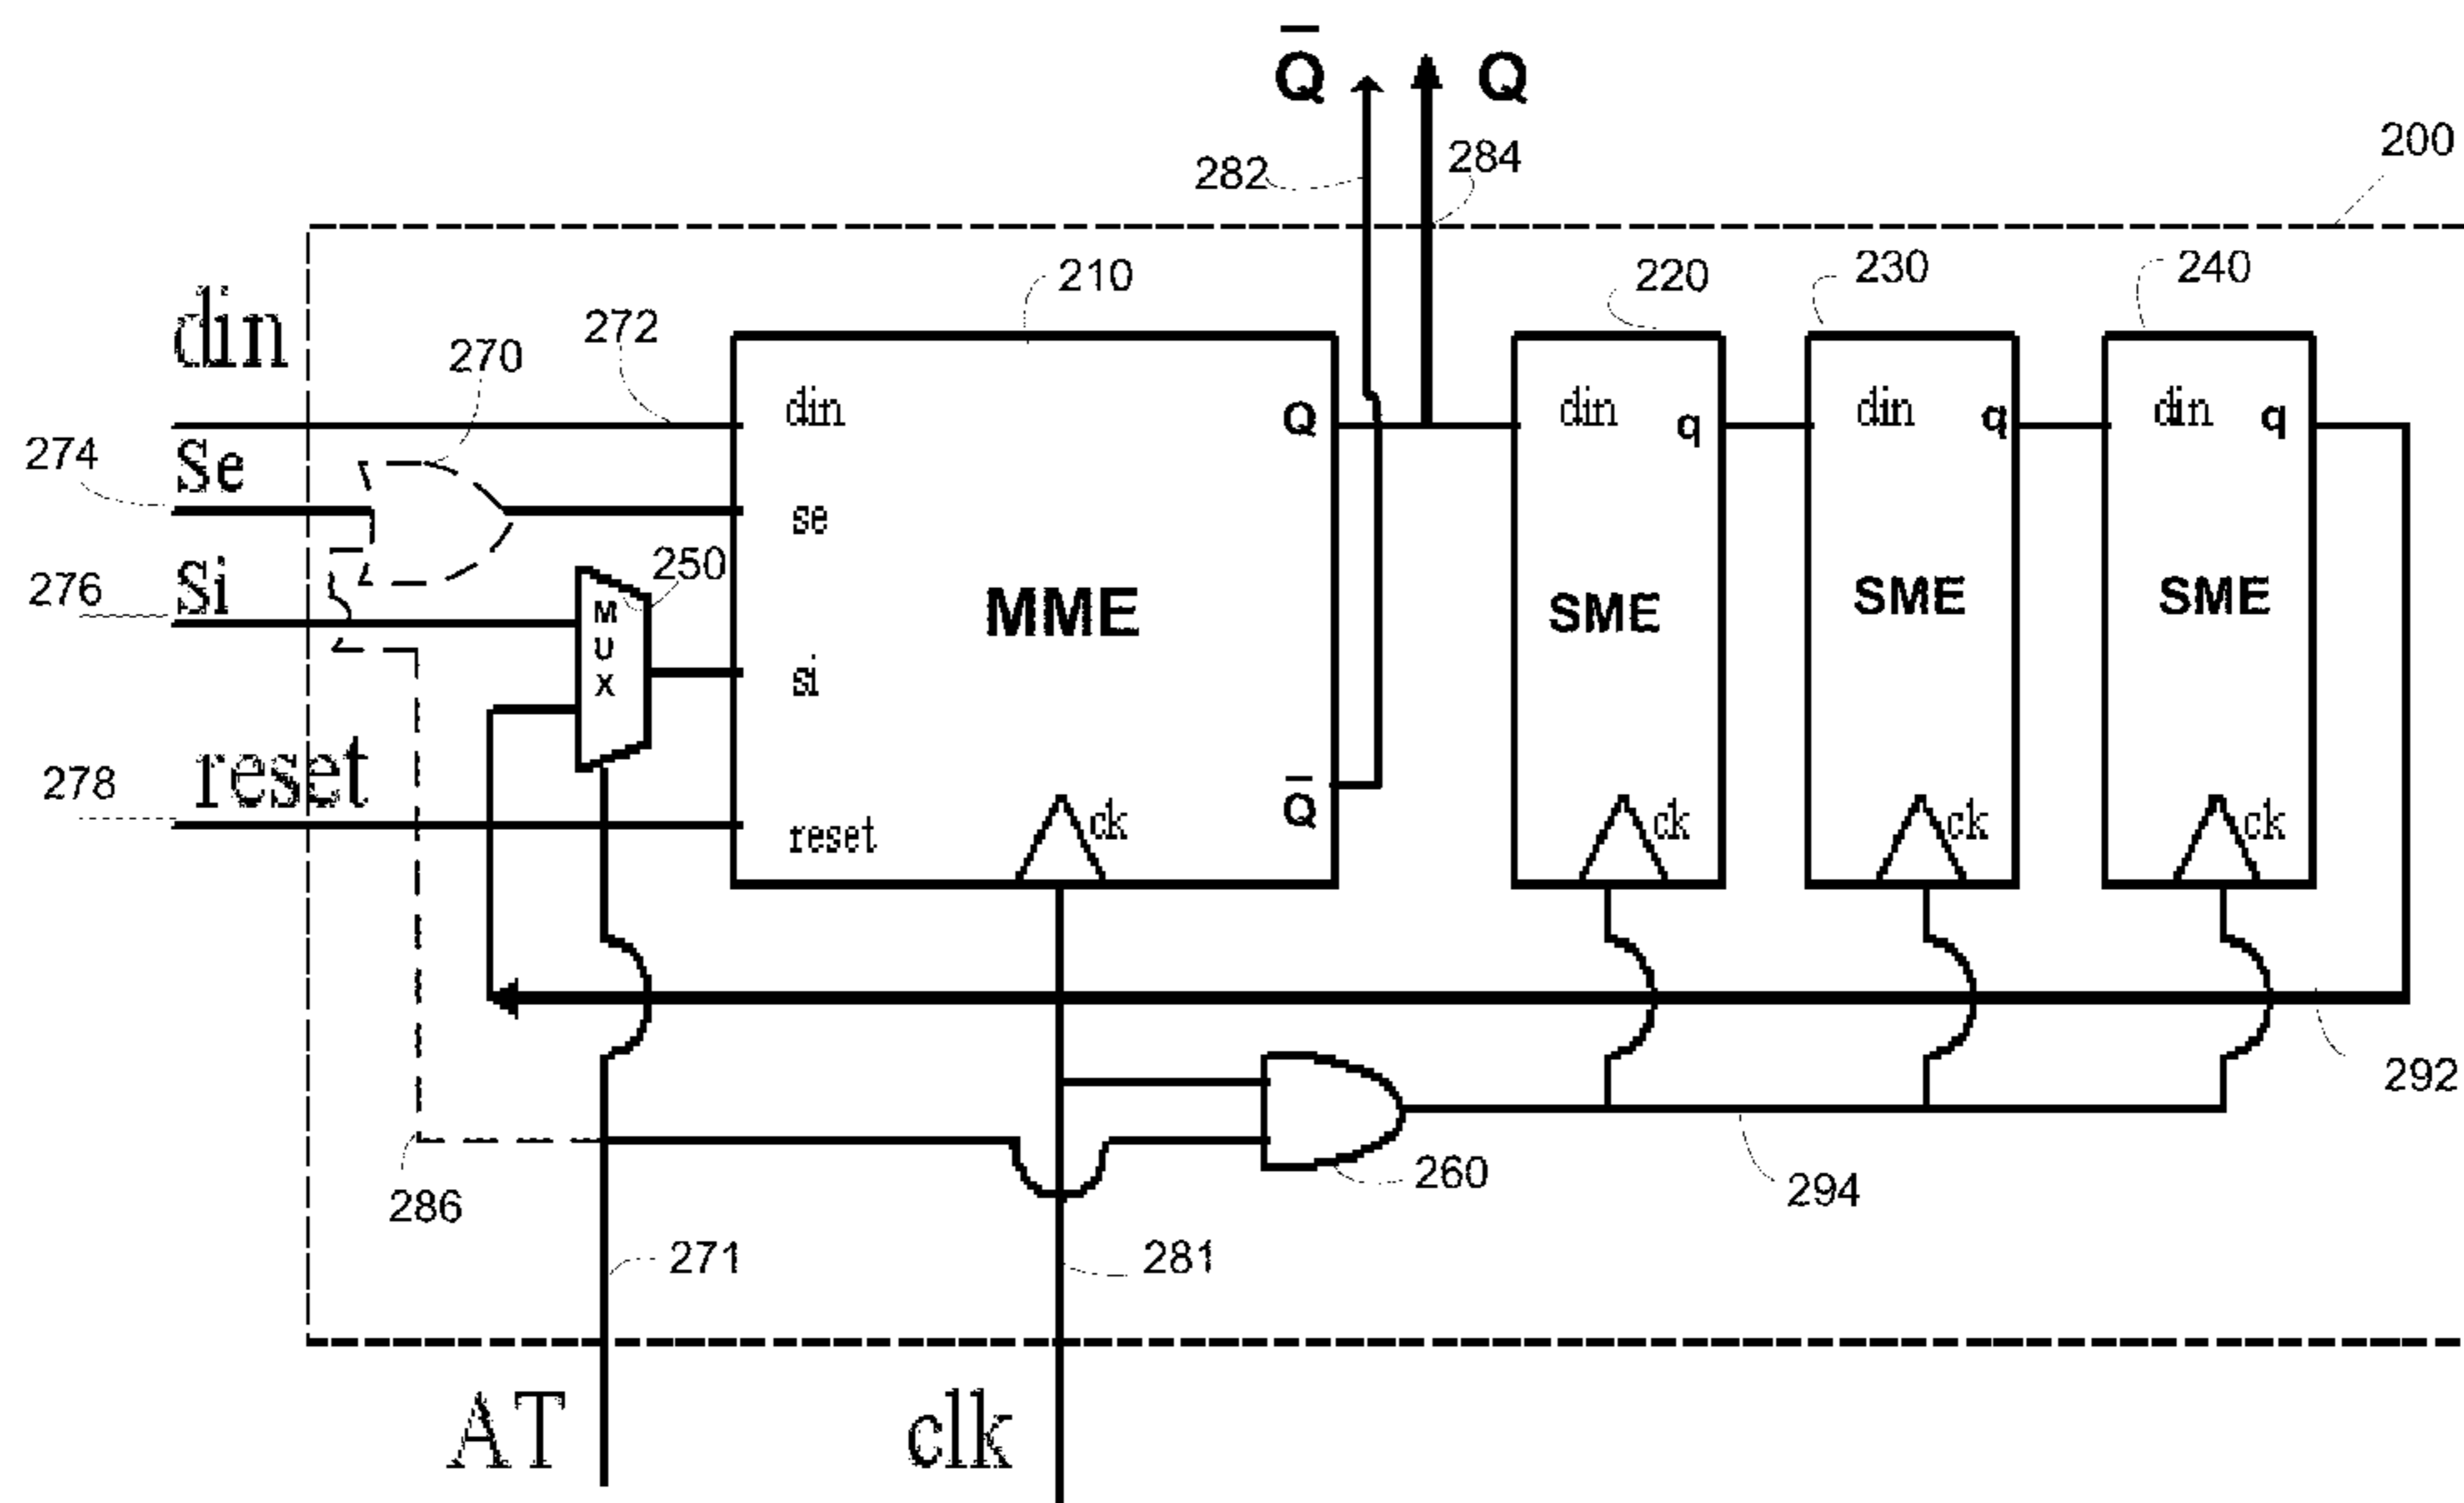 Q̅ Q
282
284
200
din
270
272
210
220
230
240
din
Q
din
q
din
q
din
q
274
Se
se
276
Si
250
MUX
si
MME
SME
SME
SME
278
reset
reset
ck
Q̅
ck
ck
ck
292
260
294
286
271
281
AT
clk